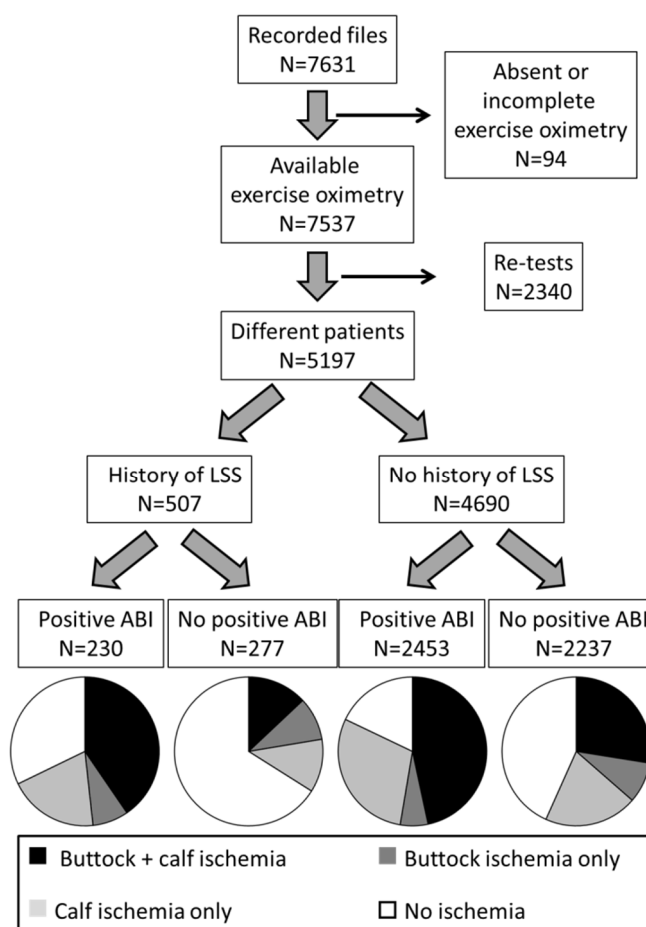 Recorded files
N=7631
Absent or
incomplete
exercise oximetry
N=94
Available
exercise oximetry
N=7537
Re-tests
N=2340
Different patients
N=5197
History of LSS
N=507
No history of LSS
N=4690
Positive ABI
N=230
No positive ABI
N=277
Positive ABI
N=2453
No positive ABI
N=2237
Buttock + calf ischemia
Buttock ischemia only
Calf ischemia only
No ischemia